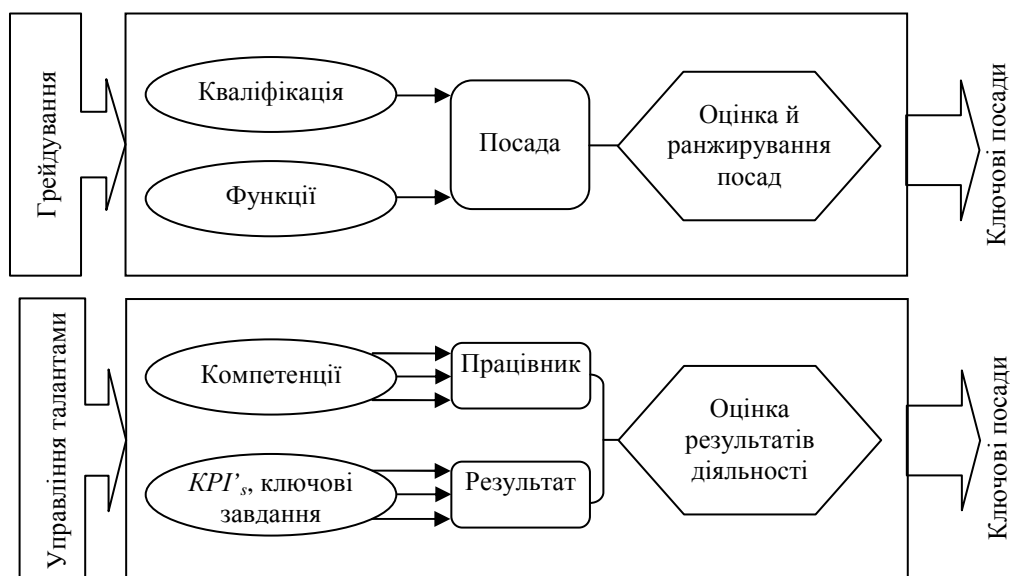 Грейдування
Кваліфікація
Функції
Посада
Оцінка й
ранжирування
посад
Ключові посади
Управління талантами
Компетенції
KPI’s, ключові
завдання
Працівник
Результат
Оцінка
результатів
діяльності
Ключові посади